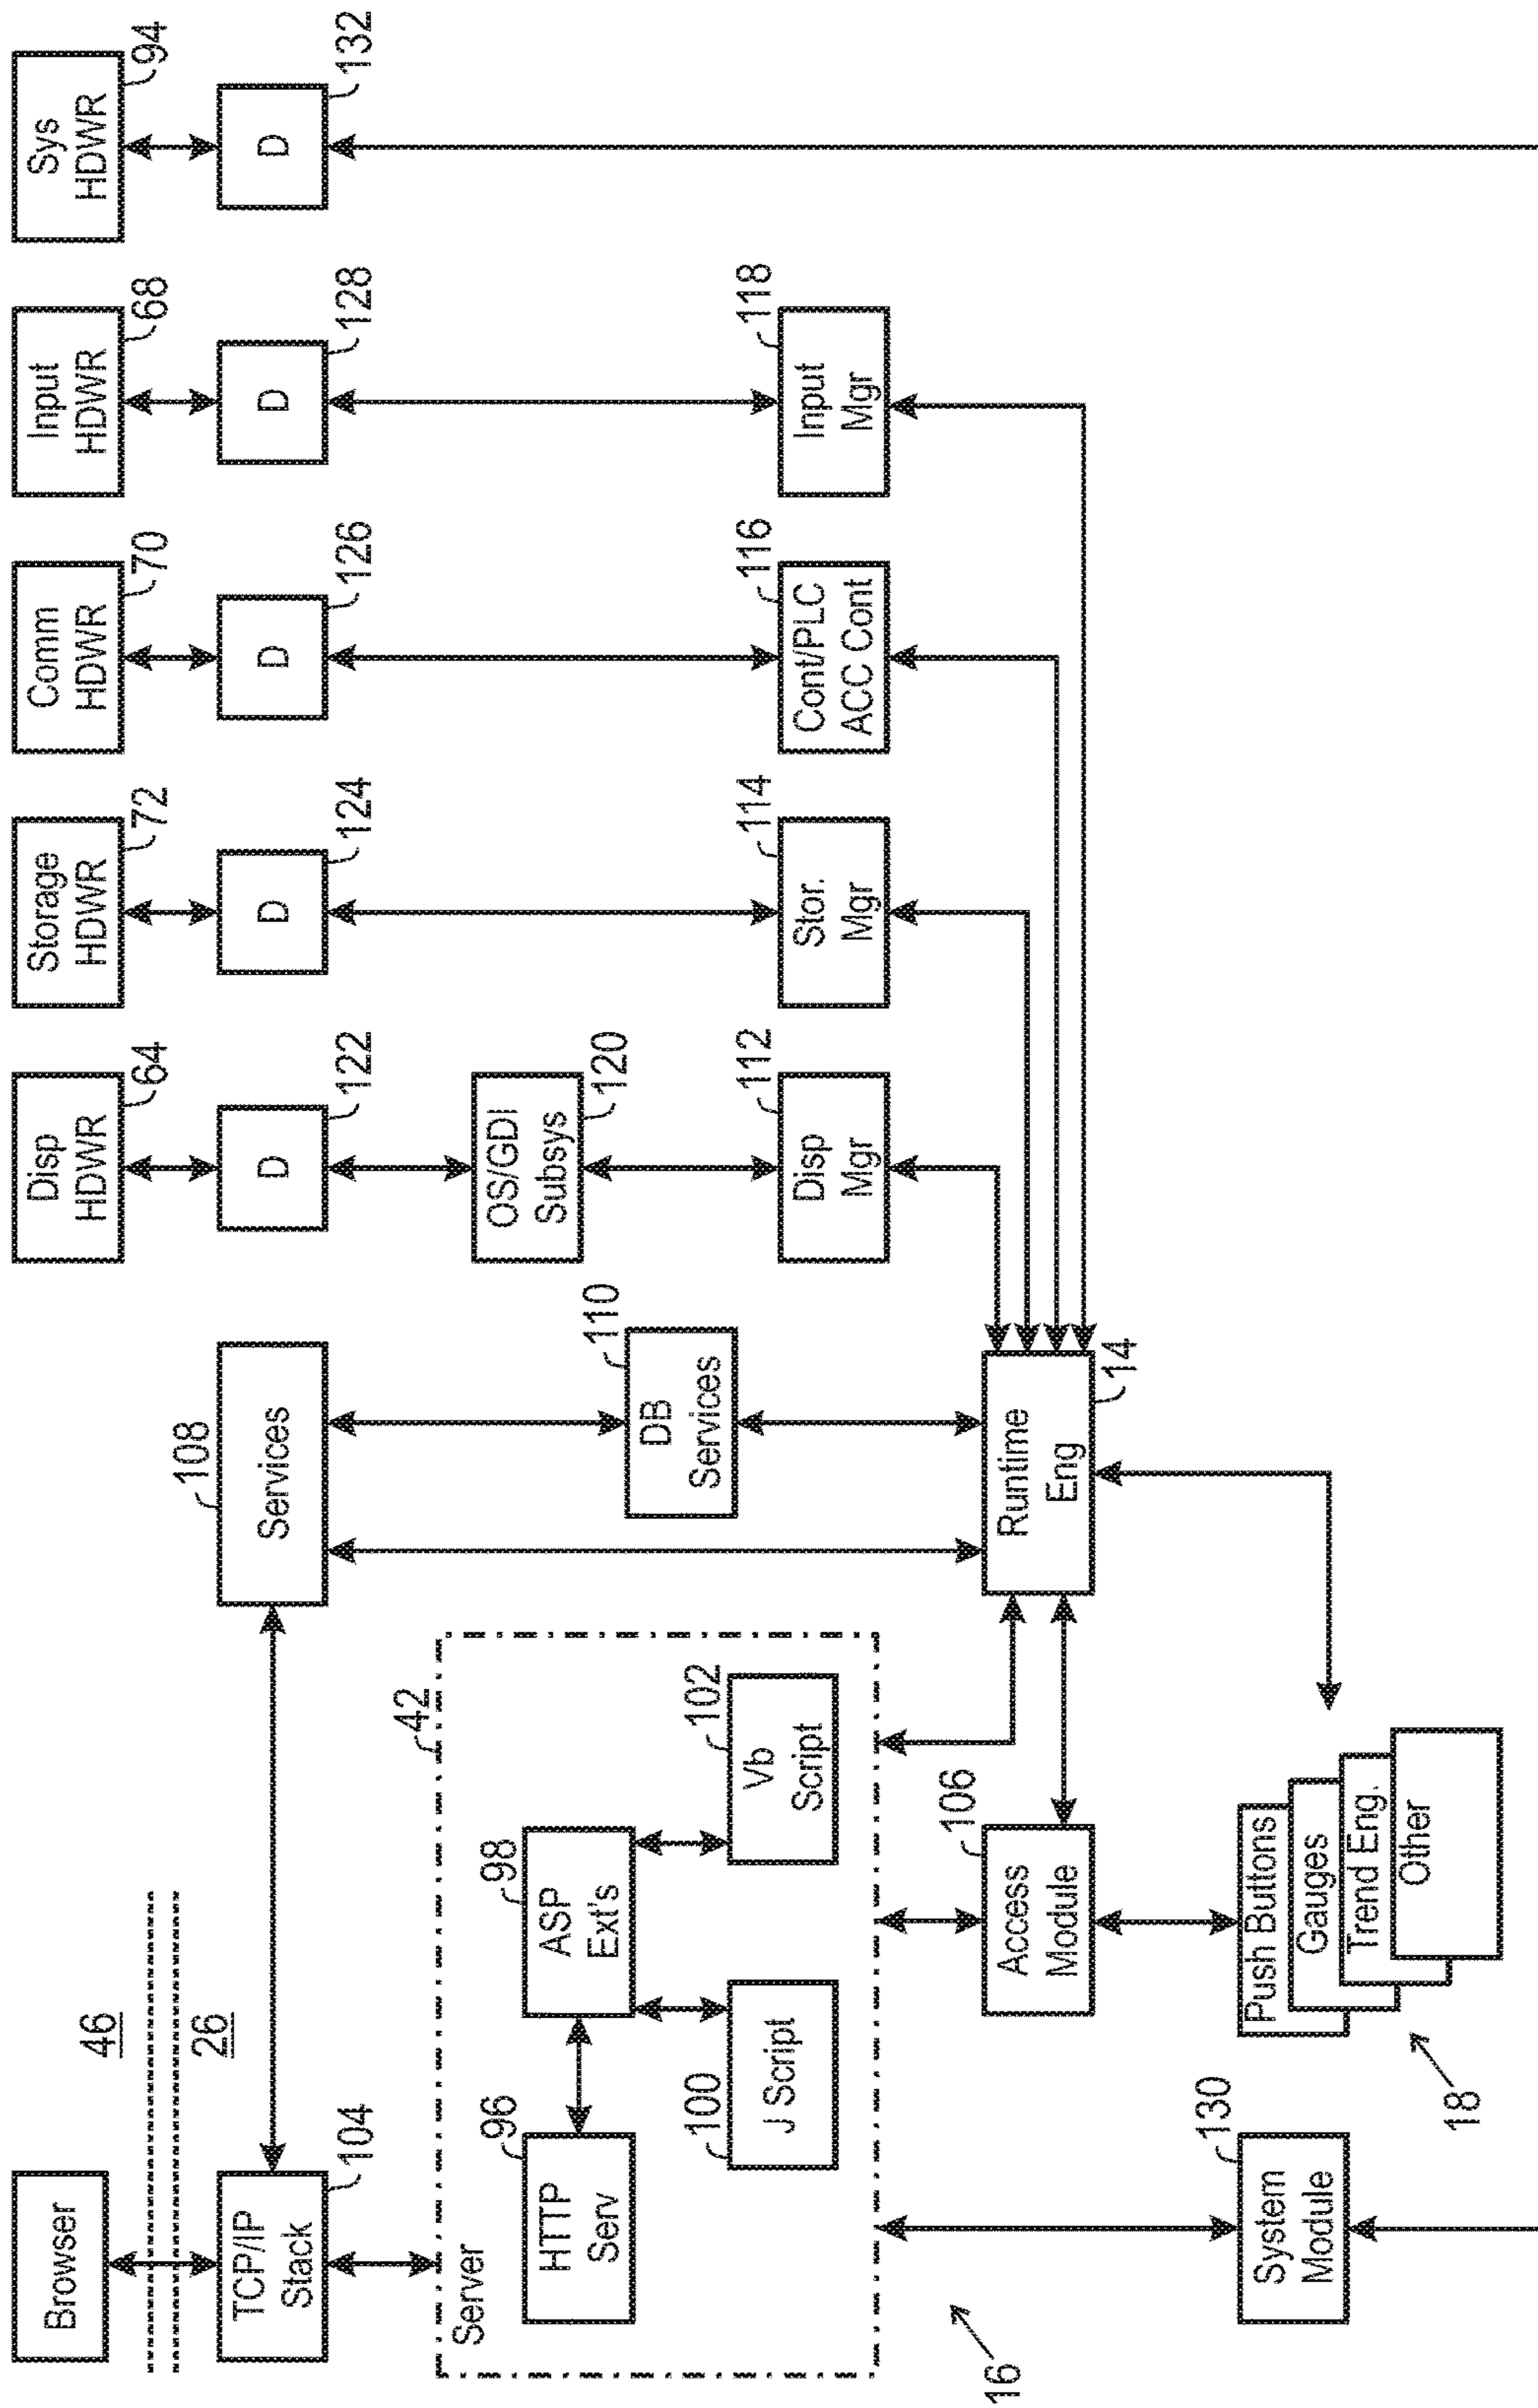 Browser
46
26
TCP/IP
Stack
104
Services
108
Disp
HDWR
64
Storage
HDWR
72
Comm
HDWR
70
Input
HDWR
68
Sys
HDWR
94
D
122
D
124
D
126
D
128
D
132
Server
42
HTTP
Serv
96
ASP
Ext's
98
J Script
100
Vb
Script
102
OS/GDI
Subsys
120
DB
Services
110
Disp
Mgr
112
Stor.
Mgr
114
Cont/PLC
ACC Cont
116
Input
Mgr
118
16
Access
Module
106
Runtime
Eng
14
System
Module
130
Push Buttons
Gauges
Trend Eng.
Other
18